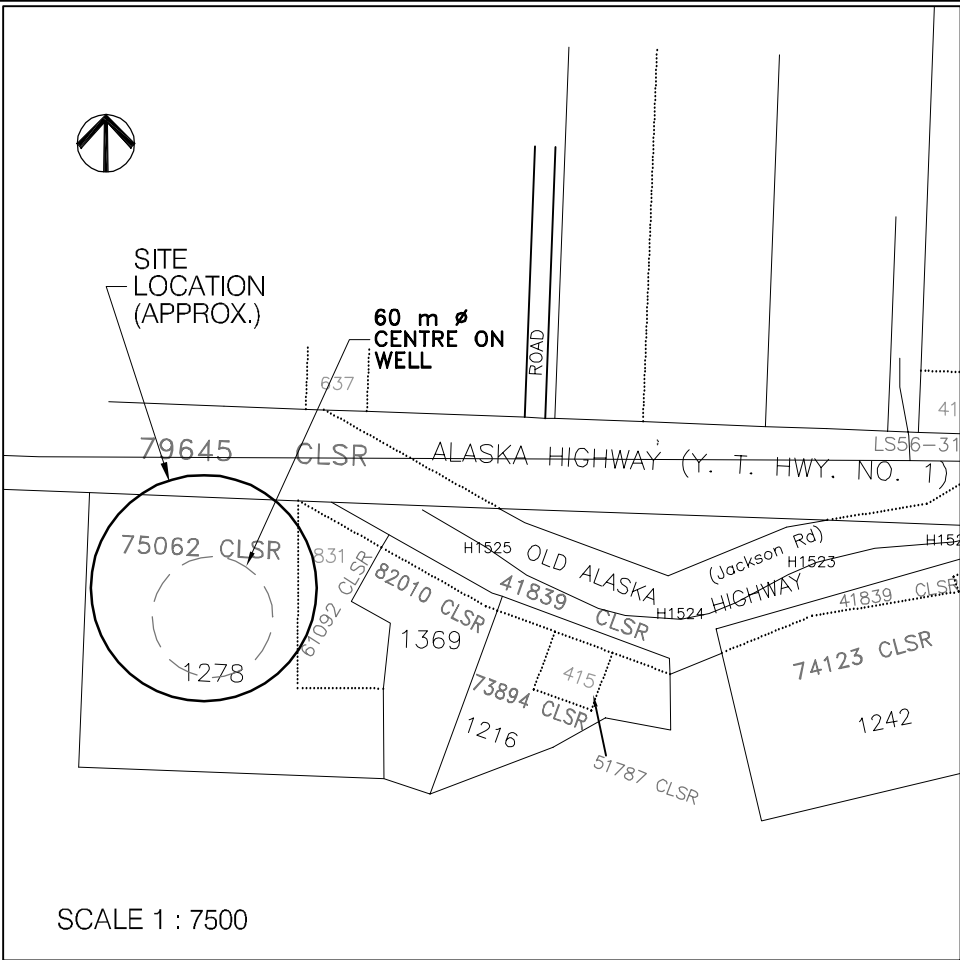 SITE
LOCATION
(APPROX.)
60 m ø
CENTRE ON
WELL
ROAD
637
41
LS56-31
79645 CLSR
ALASKA HIGHWAY (Y. T. HWY. NO. 1)
75062 CLSR
831
61092 CLSR
82010 CLSR
H1525
OLD ALASKA
HIGHWAY
(Jackson Rd)
H1523
H152
H1524
41839 CLSR
41839 CLSR
1369
1278
415
73894 CLSR
1216
51787 CLSR
74123 CLSR
1242
SCALE 1 : 7500